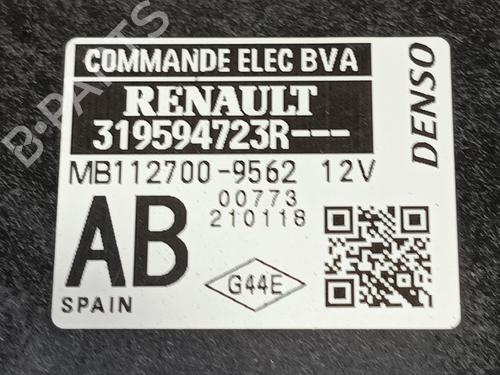 COMMANDE ELEC BVA
RENAULT
319594723R---
MB112700-9562 12V
00773
210118
AB
G44E
SPAIN
DENSO
B-PARTS